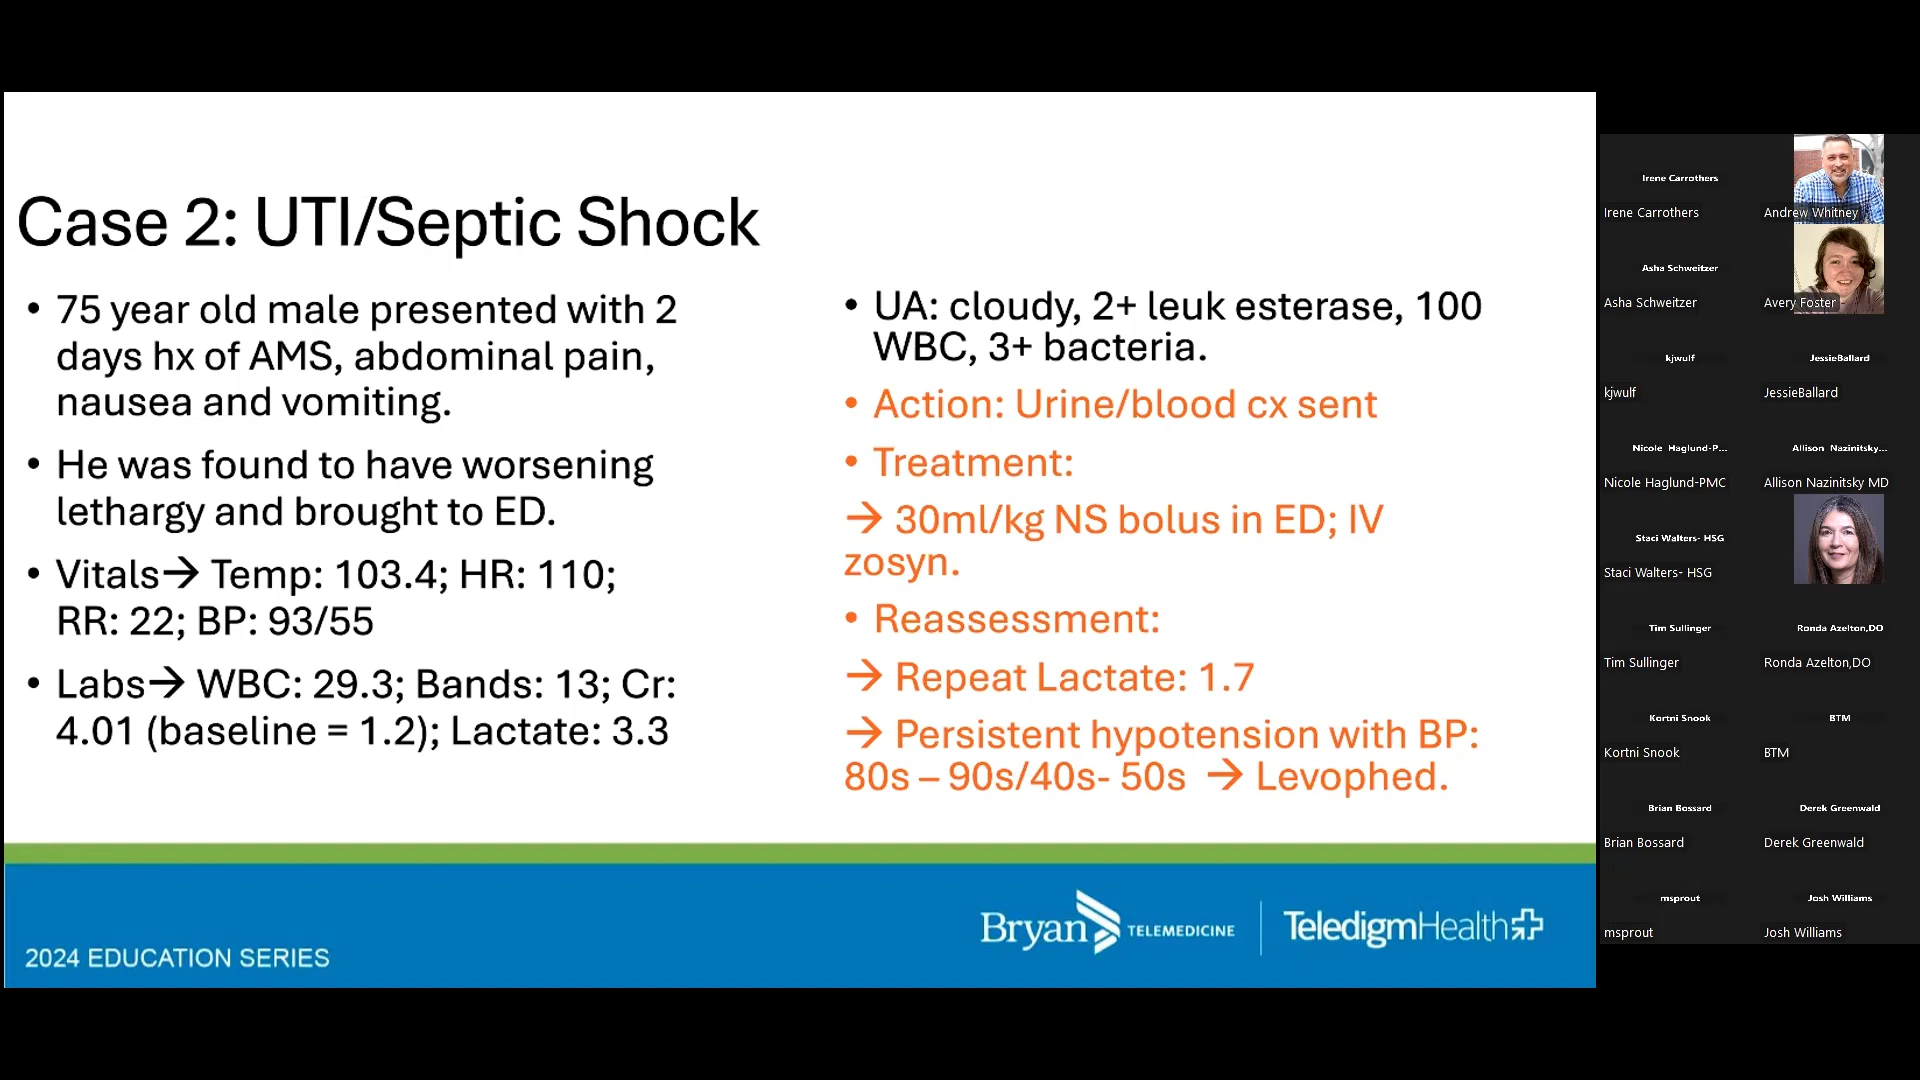 Case 2: UTI/Septic Shock
• 75 year old male presented with 2
days hx of AMS, abdominal pain,
nausea and vomiting.
• He was found to have worsening
lethargy and brought to ED.
• Vitals→ Temp: 103.4; HR: 110;
RR: 22; BP: 93/55
• Labs→ WBC: 29.3; Bands: 13; Cr:
4.01 (baseline = 1.2); Lactate: 3.3
• UA: cloudy, 2+ leuk esterase, 100
WBC, 3+ bacteria.
• Action: Urine/blood cx sent
• Treatment:
→ 30ml/kg NS bolus in ED; IV
zosyn.
• Reassessment:
→ Repeat Lactate: 1.7
→ Persistent hypotension with BP:
80s – 90s/40s- 50s → Levophed.
2024 EDUCATION SERIES
Bryan TELEMEDICINE
TeledigmHealth
Irene Carrothers
Irene Carrothers
Andrew Whitney
Asha Schweitzer
Asha Schweitzer
Avery Foster
kjwulf
JessieBallard
kjwulf
JessieBallard
Nicole Haglund-P...
Allison Nazinitsky...
Nicole Haglund-PMC
Allison Nazinitsky MD
Staci Walters- HSG
Staci Walters- HSG
Tim Sullinger
Ronda Azelton,DO
Tim Sullinger
Ronda Azelton,DO
Kortni Snook
BTM
Kortni Snook
BTM
Brian Bossard
Derek Greenwald
Brian Bossard
Derek Greenwald
msprout
Josh Williams
msprout
Josh Williams